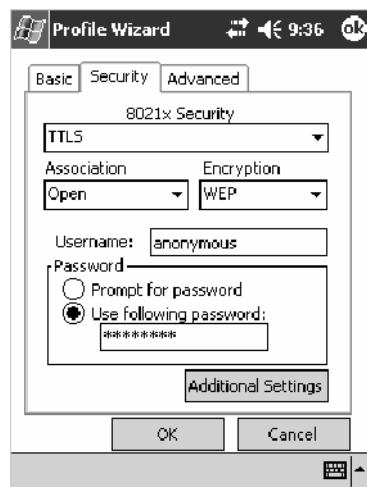 Profile Wizard 9:36 ok
Basic Security Advanced
8021x Security
TTLS
Association Encryption
Open WEP
Username: anonymous
Password
Prompt for password
Use following password:
********
Additional Settings
OK Cancel